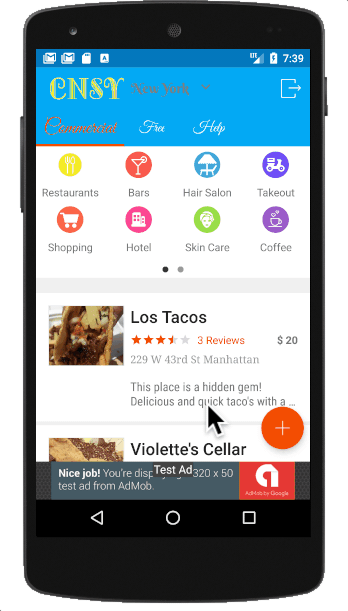 7:39
CNSY New York
Commercial Free Help
Restaurants Bars Hair Salon Takeout
Shopping Hotel Skin Care Coffee
Los Tacos
3 Reviews $ 20
229 W 43rd St Manhattan
This place is a hidden gem!
Delicious and quick taco's with a ...
Violette's Cellar
Nice job! You're displaying a 320 x 50
test ad from AdMob.
Test Ad
AdMob by Google